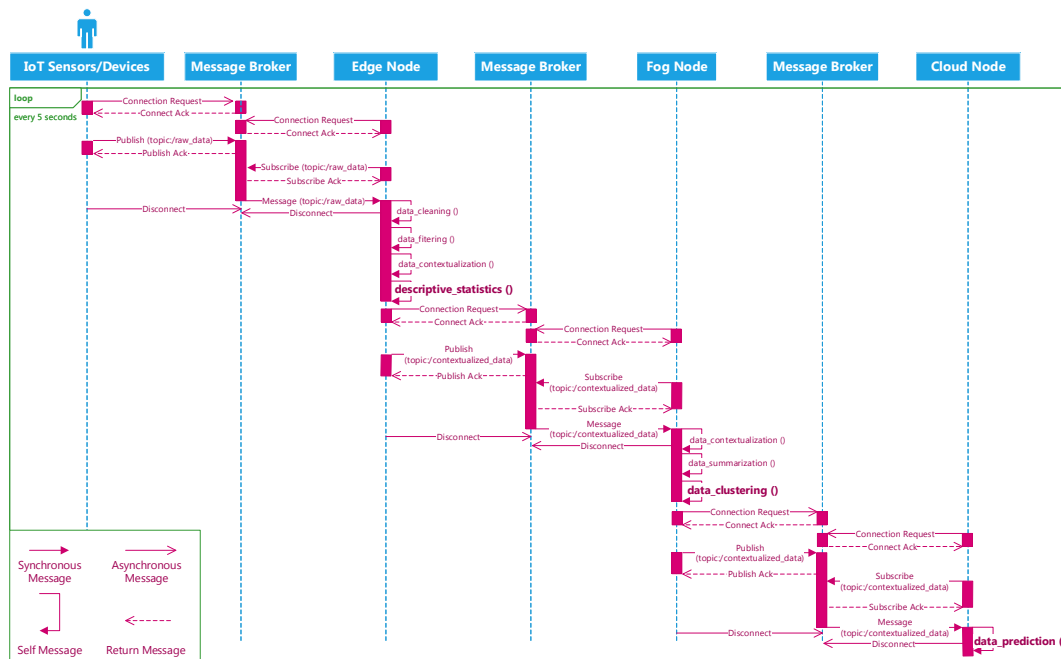 IoT Sensors/Devices
Message Broker
Edge Node
Message Broker
Fog Node
Message Broker
Cloud Node
loop
every 5 seconds
Connection Request
Connect Ack
Connection Request
Connect Ack
Publish (topic:/raw_data)
Publish Ack
Subscribe (topic:/raw_data)
Subscribe Ack
Message (topic:/raw_data)
Disconnect
Disconnect
data_cleaning ()
data_fitering ()
data_contextualization ()
descriptive_statistics ()
Connection Request
Connect Ack
Connection Request
Connect Ack
Publish
(topic:/contextualized_data)
Publish Ack
Subscribe
(topic:/contextualized_data)
Subscribe Ack
Message
(topic:/contextualized_data)
Disconnect
Disconnect
data_contextualization ()
data_summarization ()
data_clustering ()
Connection Request
Connect Ack
Connection Request
Connect Ack
Publish
(topic:/contextualized_data)
Publish Ack
Subscribe
(topic:/contextualized_data)
Subscribe Ack
Message
(topic:/contextualized_data)
Disconnect
Disconnect
data_prediction (
Synchronous
Message
Asynchronous
Message
Self Message
Return Message